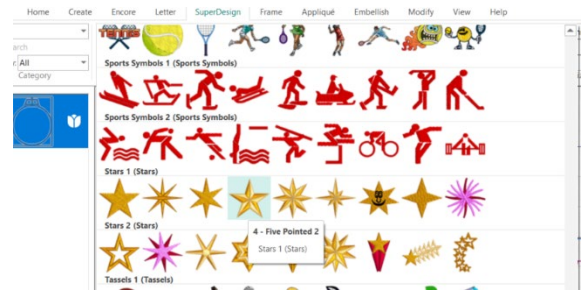 Home Create Encore Letter SuperDesign Frame Appliqué Embellish Modify View Help
arch
All
Category
Sports Symbols 1 (Sports Symbols)
Sports Symbols 2 (Sports Symbols)
Stars 1 (Stars)
4 - Five Pointed 2
Stars 1 (Stars)
Stars 2 (Stars)
Tassels 1 (Tassels)